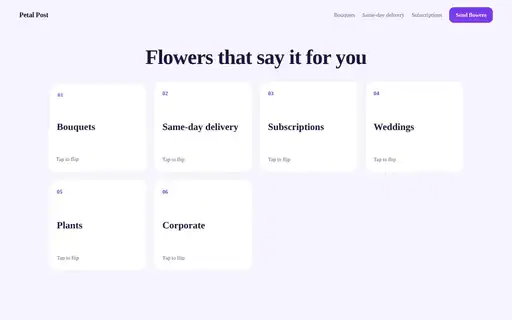 Petal Post
Bouquets
Same-day delivery
Subscriptions
Send flowers
Flowers that say it for you
01
Bouquets
Tap to flip
02
Same-day delivery
Tap to flip
03
Subscriptions
Tap to flip
04
Weddings
Tap to flip
05
Plants
Tap to flip
06
Corporate
Tap to flip